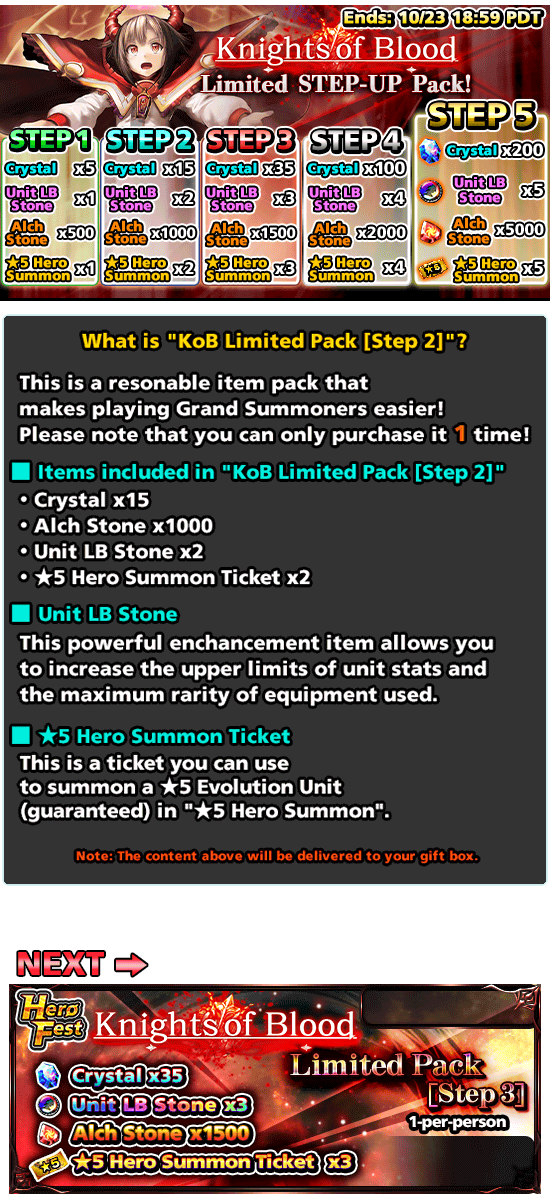 Ends: 10/23 18:59 PDT
Knights of Blood
Limited STEP-UP Pack!
STEP 1
Crystal x5
Unit LB Stone x1
Alch Stone x500
★5 Hero Summon x1
STEP 2
Crystal x15
Unit LB Stone x2
Alch Stone x1000
★5 Hero Summon x2
STEP 3
Crystal x35
Unit LB Stone x3
Alch Stone x1500
★5 Hero Summon x3
STEP 4
Crystal x100
Unit LB Stone x4
Alch Stone x2000
★5 Hero Summon x4
STEP 5
Crystal x200
Unit LB Stone x5
Alch Stone x5000
★5 Hero Summon x5
What is "KoB Limited Pack [Step 2]"?
This is a resonable item pack that
makes playing Grand Summoners easier!
Please note that you can only purchase it 1 time!
Items included in "KoB Limited Pack [Step 2]"
• Crystal x15
• Alch Stone x1000
• Unit LB Stone x2
• ★5 Hero Summon Ticket x2
Unit LB Stone
This powerful enchancement item allows you
to increase the upper limits of unit stats and
the maximum rarity of equipment used.
★5 Hero Summon Ticket
This is a ticket you can use
to summon a ★5 Evolution Unit
(guaranteed) in "★5 Hero Summon".
Note: The content above will be delivered to your gift box.
NEXT ➡
Hero Fest
Knights of Blood
Limited Pack
[Step 3]
1-per-person
Crystal x35
Unit LB Stone x3
Alch Stone x1500
★5
★5 Hero Summon Ticket x3